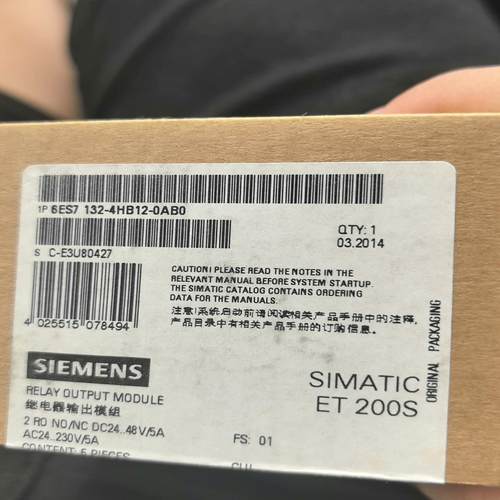 1P 6ES7 132-4HB12-0AB0
QTY: 1
03.2014
S C-E3U80427
CAUTION! PLEASE READ THE NOTES IN THE
RELEVANT MANUAL BEFORE SYSTEM STARTUP.
THE SIMATIC CATALOG CONTAINS ORDERING
DATA FOR THE MANUALS.
注意!系统启动前请阅读相关产品手册中的注释,
产品目录中有相关产品手册的订购信息.
4 025515 078494
ORIGINAL PACKAGING
SIEMENS
SIMATIC
ET 200S
RELAY OUTPUT MODULE
继电器输出模组
2 RO NO/NC DC24..48V/5A
AC24..230V/5A
FS: 01
CONTENT: 5 PIECES